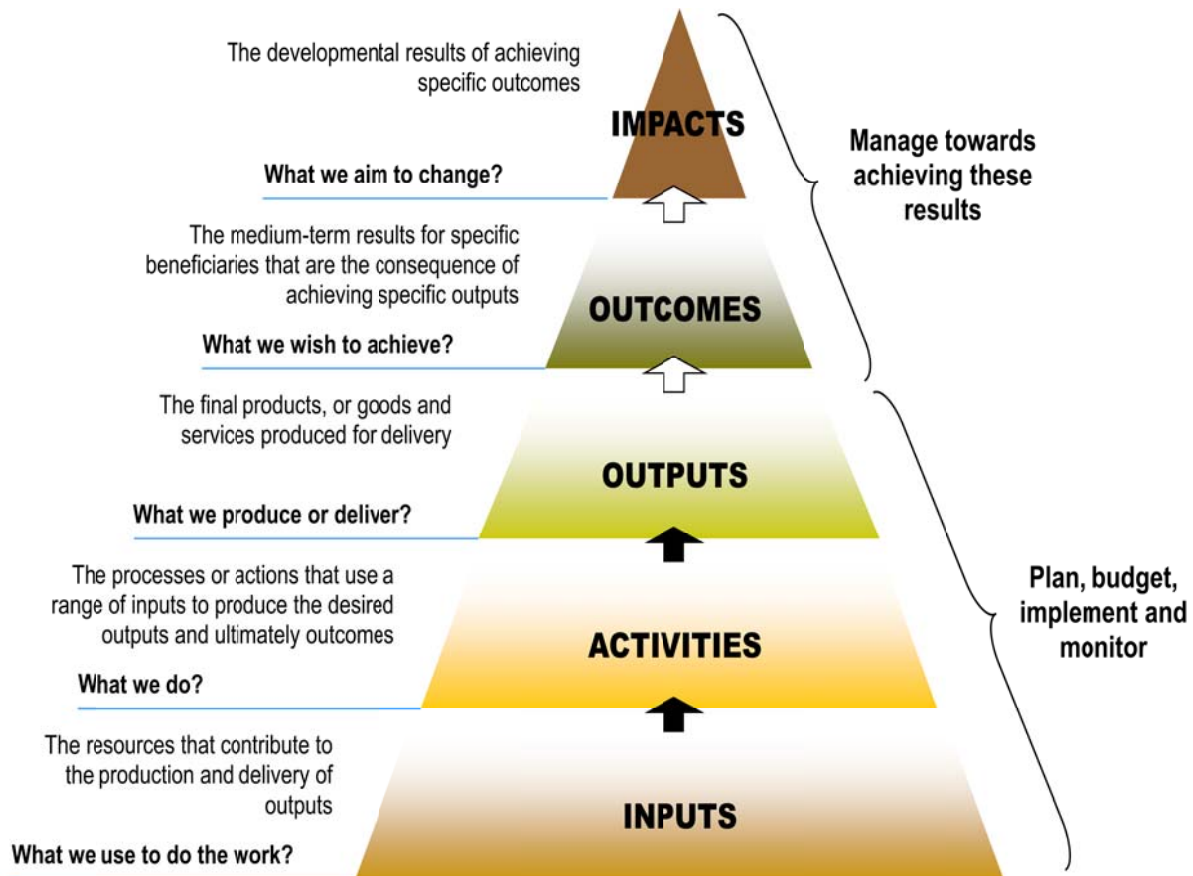 The developmental results of achieving
specific outcomes
IMPACTS
What we aim to change?
Manage towards
achieving these
results
The medium-term results for specific
beneficiaries that are the consequence of
achieving specific outputs
OUTCOMES
What we wish to achieve?
The final products, or goods and
services produced for delivery
OUTPUTS
What we produce or deliver?
The processes or actions that use a
range of inputs to produce the desired
outputs and ultimately outcomes
ACTIVITIES
What we do?
Plan, budget,
implement and
monitor
The resources that contribute to
the production and delivery of
outputs
INPUTS
What we use to do the work?